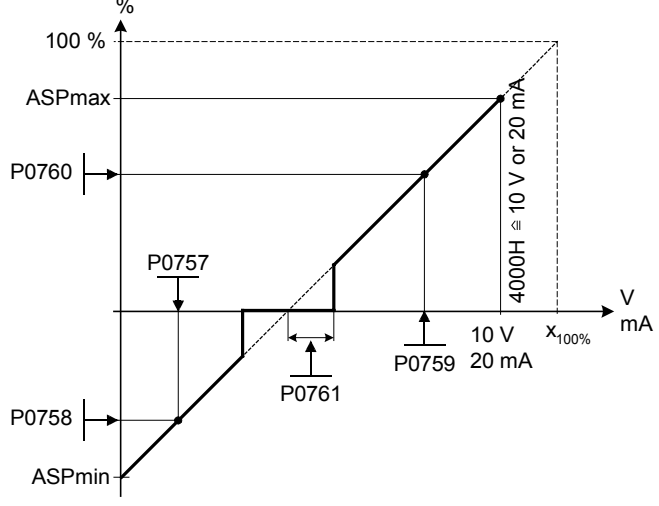 %
100 %
ASPmax
4000H ≙ 10 V or 20 mA
P0760
P0757
V
mA
10 V
20 mA
x100%
P0759
P0761
P0758
ASPmin